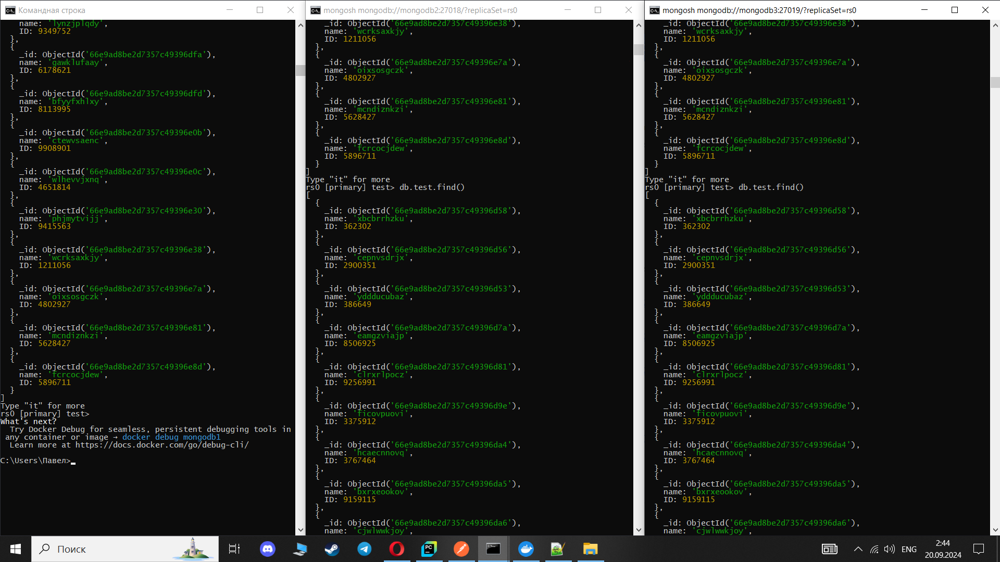 Командная строка
name: 'lynzjplqdy',
ID: 9349752
},
{
_id: ObjectId('66e9ad8be2d7357c49396dfa'),
name: 'gawklufaay',
ID: 6178621
},
{
_id: ObjectId('66e9ad8be2d7357c49396dfd'),
name: 'bfyyfxhlxy',
ID: 8113995
},
{
_id: ObjectId('66e9ad8be2d7357c49396e0b'),
name: 'ctewvsaenc',
ID: 9908901
},
{
_id: ObjectId('66e9ad8be2d7357c49396e0c'),
name: 'wlhevvjxnq',
ID: 4651814
},
{
_id: ObjectId('66e9ad8be2d7357c49396e30'),
name: 'phjmytvijj',
ID: 9415563
},
{
_id: ObjectId('66e9ad8be2d7357c49396e38'),
name: 'wcrksaxkjy',
ID: 1211056
},
{
_id: ObjectId('66e9ad8be2d7357c49396e7a'),
name: 'oixsosgczk',
ID: 4802927
},
{
_id: ObjectId('66e9ad8be2d7357c49396e81'),
name: 'mcndiznkzi',
ID: 5628427
},
{
_id: ObjectId('66e9ad8be2d7357c49396e8d'),
name: 'fcrcocjdew',
ID: 5896711
}
]
Type "it" for more
rs0 [primary] test>
What's next?
Try Docker Debug for seamless, persistent debugging tools in
any container or image → docker debug mongodb1
Learn more at https://docs.docker.com/go/debug-cli/
C:\Users\Павел>
mongosh mongodb://mongodb2:27018/?replicaSet=rs0
_id: ObjectId('66e9ad8be2d7357c49396e38'),
name: 'wcrksaxkjy',
ID: 1211056
},
{
_id: ObjectId('66e9ad8be2d7357c49396e7a'),
name: 'oixsosgczk',
ID: 4802927
},
{
_id: ObjectId('66e9ad8be2d7357c49396e81'),
name: 'mcndiznkzi',
ID: 5628427
},
{
_id: ObjectId('66e9ad8be2d7357c49396e8d'),
name: 'fcrcocjdew',
ID: 5896711
}
]
Type "it" for more
rs0 [primary] test> db.test.find()
[
{
_id: ObjectId('66e9ad8be2d7357c49396d58'),
name: 'xbcbrrhzku',
ID: 362302
},
{
_id: ObjectId('66e9ad8be2d7357c49396d56'),
name: 'cepnvsdrjx',
ID: 2900351
},
{
_id: ObjectId('66e9ad8be2d7357c49396d53'),
name: 'yddducubaz',
ID: 386649
},
{
_id: ObjectId('66e9ad8be2d7357c49396d7a'),
name: 'eamgzviajp',
ID: 8506925
},
{
_id: ObjectId('66e9ad8be2d7357c49396d81'),
name: 'clrxrlpocz',
ID: 9256991
},
{
_id: ObjectId('66e9ad8be2d7357c49396d9e'),
name: 'ficovpuovi',
ID: 3375912
},
{
_id: ObjectId('66e9ad8be2d7357c49396da4'),
name: 'hcaecnnovq',
ID: 3767464
},
{
_id: ObjectId('66e9ad8be2d7357c49396da5'),
name: 'bxrxeookov',
ID: 9159115
},
{
_id: ObjectId('66e9ad8be2d7357c49396da6'),
name: 'cjwlwwkjoy',
mongosh mongodb://mongodb3:27019/?replicaSet=rs0
_id: ObjectId('66e9ad8be2d7357c49396e38'),
name: 'wcrksaxkjy',
ID: 1211056
},
{
_id: ObjectId('66e9ad8be2d7357c49396e7a'),
name: 'oixsosgczk',
ID: 4802927
},
{
_id: ObjectId('66e9ad8be2d7357c49396e81'),
name: 'mcndiznkzi',
ID: 5628427
},
{
_id: ObjectId('66e9ad8be2d7357c49396e8d'),
name: 'fcrcocjdew',
ID: 5896711
}
]
Type "it" for more
rs0 [primary] test> db.test.find()
[
{
_id: ObjectId('66e9ad8be2d7357c49396d58'),
name: 'xbcbrrhzku',
ID: 362302
},
{
_id: ObjectId('66e9ad8be2d7357c49396d56'),
name: 'cepnvsdrjx',
ID: 2900351
},
{
_id: ObjectId('66e9ad8be2d7357c49396d53'),
name: 'yddducubaz',
ID: 386649
},
{
_id: ObjectId('66e9ad8be2d7357c49396d7a'),
name: 'eamgzviajp',
ID: 8506925
},
{
_id: ObjectId('66e9ad8be2d7357c49396d81'),
name: 'clrxrlpocz',
ID: 9256991
},
{
_id: ObjectId('66e9ad8be2d7357c49396d9e'),
name: 'ficovpuovi',
ID: 3375912
},
{
_id: ObjectId('66e9ad8be2d7357c49396da4'),
name: 'hcaecnnovq',
ID: 3767464
},
{
_id: ObjectId('66e9ad8be2d7357c49396da5'),
name: 'bxrxeookov',
ID: 9159115
},
{
_id: ObjectId('66e9ad8be2d7357c49396da6'),
name: 'cjwlwwkjoy',
Поиск
PC
ENG
2:44
20.09.2024